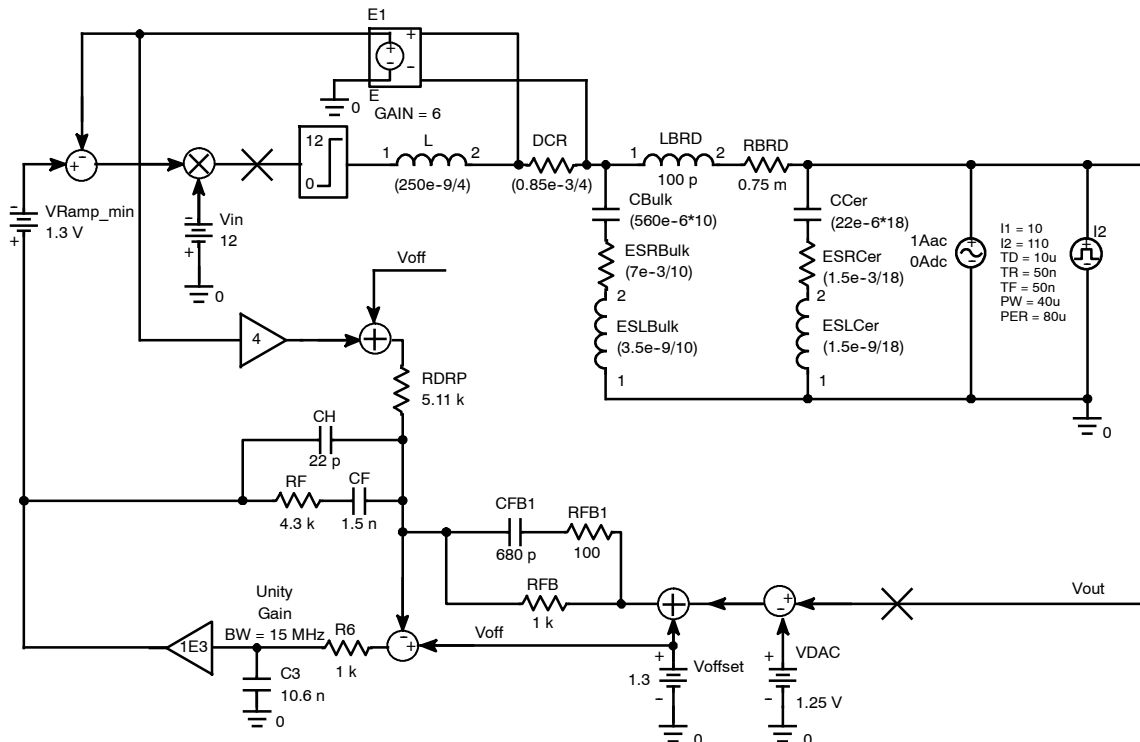 E1
+
+
-
-
E
0
GAIN = 6
-
+
VRamp_min
1.3 V
-
+
-
+
Vin
12
0
12
0
1 L 2
(250e-9/4)
DCR
(0.85e-3/4)
LBRD
1 2
100 p
RBRD
0.75 m
CBulk
(560e-6*10)
ESRBulk
(7e-3/10)
2
ESLBulk
(3.5e-9/10)
1
CCer
(22e-6*18)
ESRCer
(1.5e-3/18)
2
ESLCer
(1.5e-9/18)
1
1Aac
0Adc
+
-
I1 = 10
I2 = 110
TD = 10u
TR = 50n
TF = 50n
PW = 40u
PER = 80u
I2
+
-
0
Voff
4
RDRP
5.11 k
CH
22 p
RF
4.3 k
CF
1.5 n
CFB1
680 p
RFB1
100
RFB
1 k
Unity
Gain
BW = 15 MHz
1E3
R6
1 k
C3
10.6 n
0
-
+
Voff
+
1.3
-
Voffset
0
+
-
VDAC
+
-
1.25 V
0
Vout